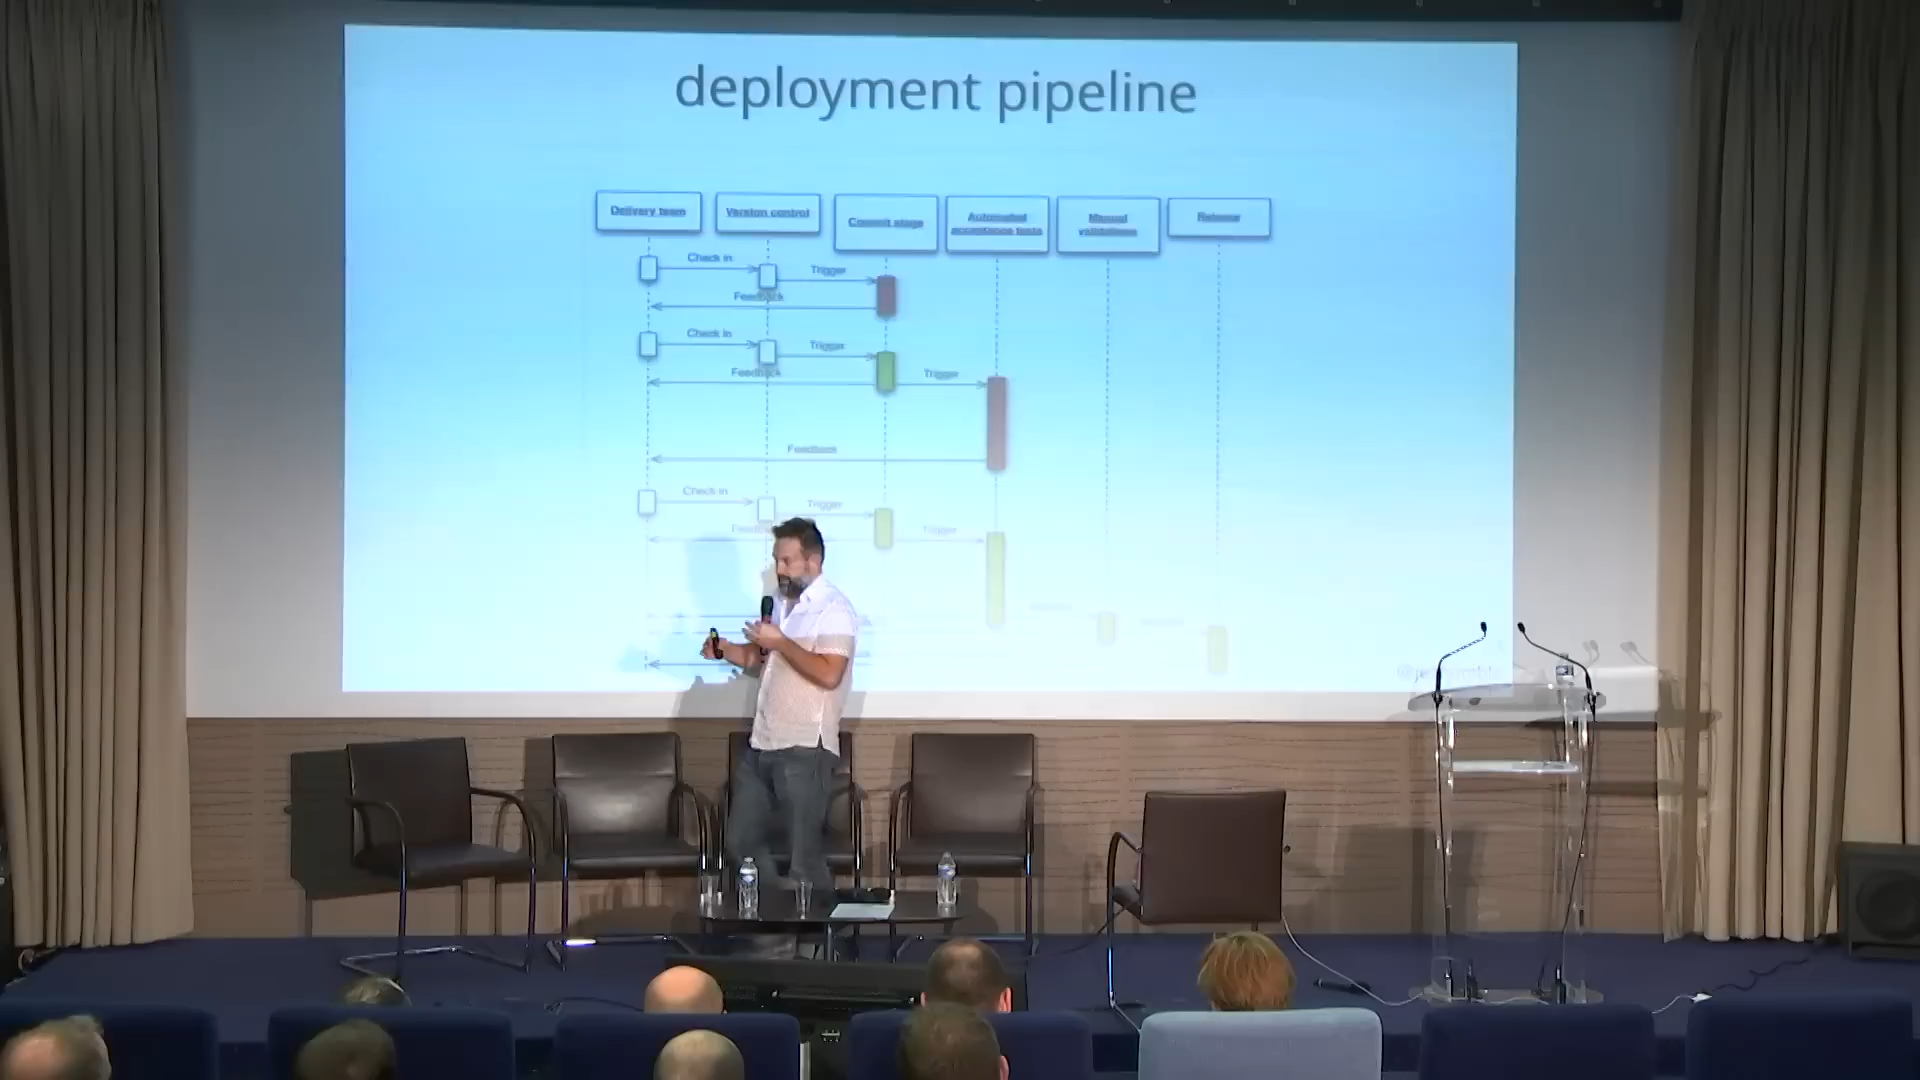 deployment pipeline
Delivery team
Version control
Commit stage
Automated
acceptance tests
Manual
validations
Release
Check in
Trigger
Feedback
Check in
Trigger
Feedback
Trigger
Feedback
Check in
Trigger
Feedback
Trigger